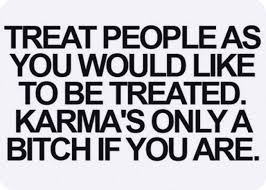 TREAT PEOPLE AS
YOU WOULD LIKE
TO BE TREATED.
KARMA'S ONLY A
BITCH IF YOU ARE.